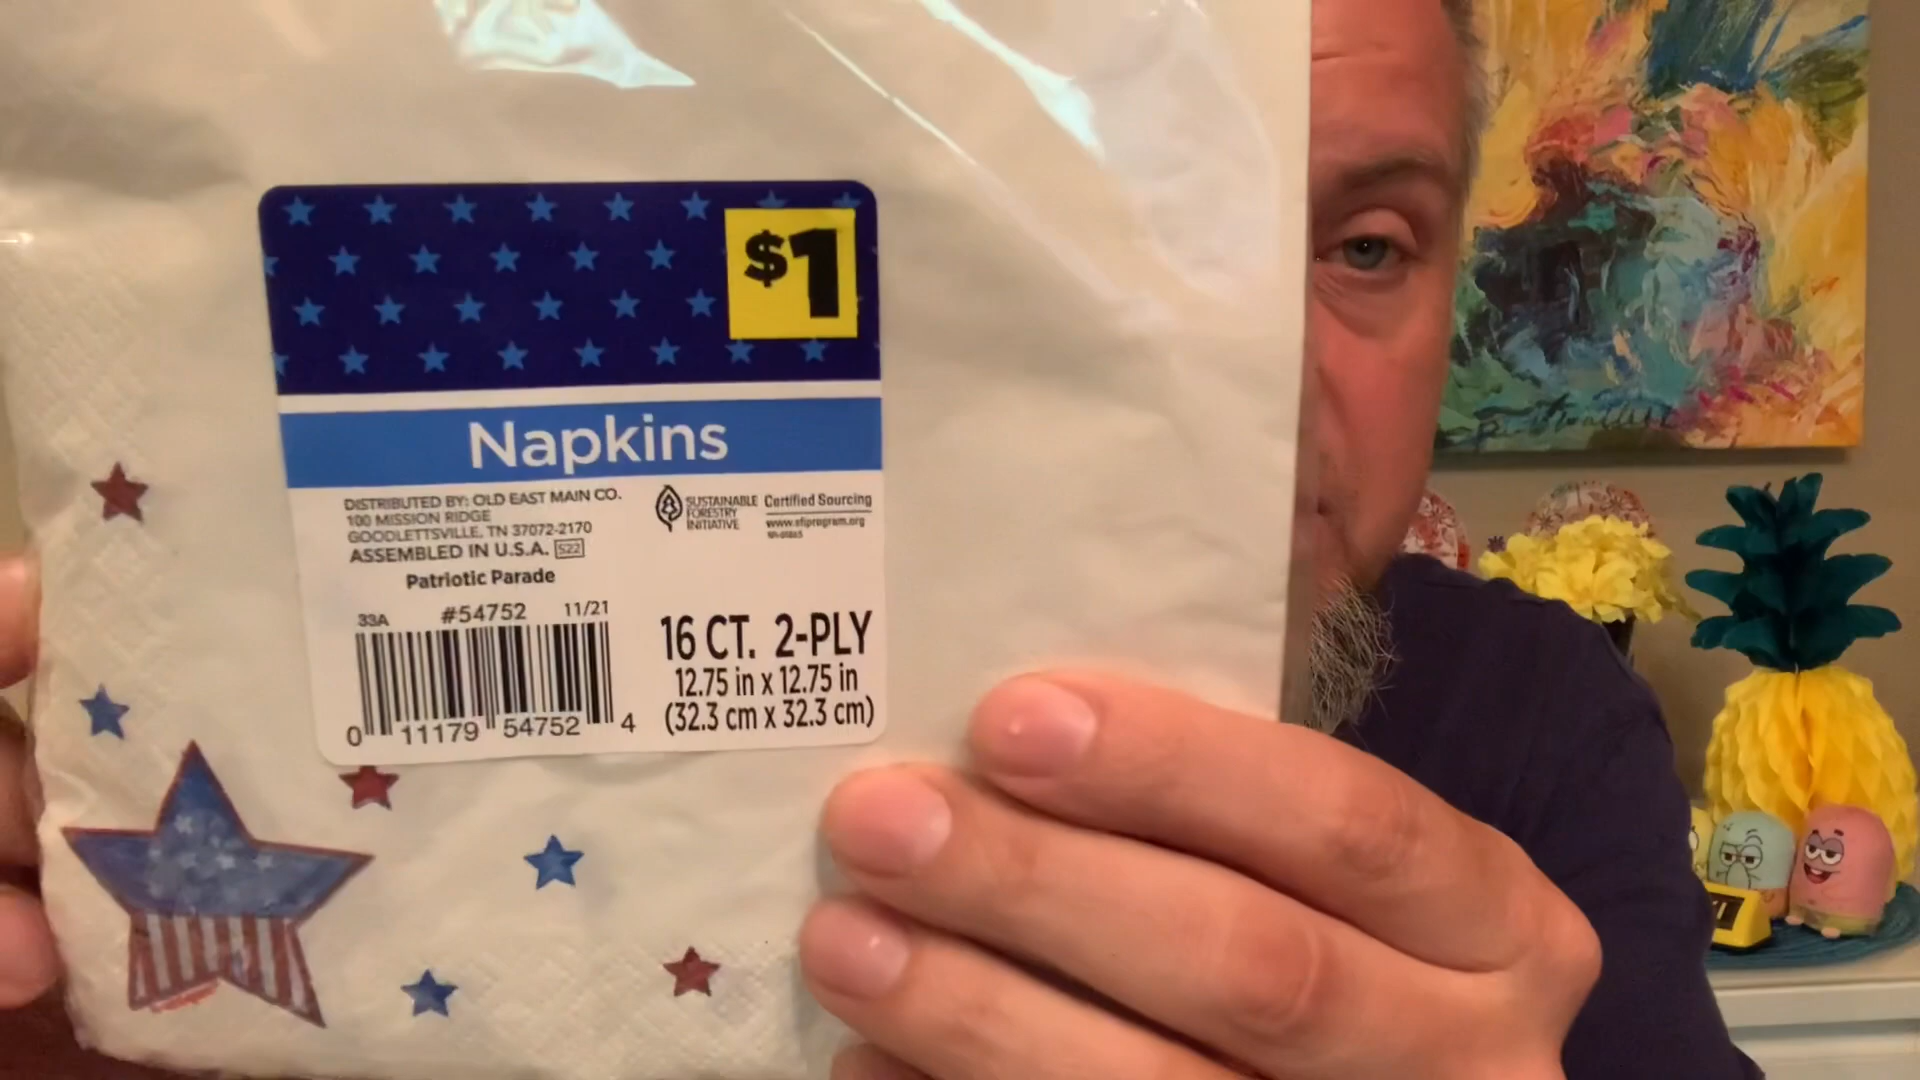 $1
Napkins
DISTRIBUTED BY: OLD EAST MAIN CO.
100 MISSION RIDGE
GOODLETTSVILLE, TN 37072-2170
ASSEMBLED IN U.S.A. S22
SUSTAINABLE
FORESTRY
INITIATIVE
Certified Sourcing
www.sfiprogram.org
Patriotic Parade
33A #54752 11/21
0 11179 54752 4
16 CT. 2-PLY
12.75 in x 12.75 in
(32.3 cm x 32.3 cm)